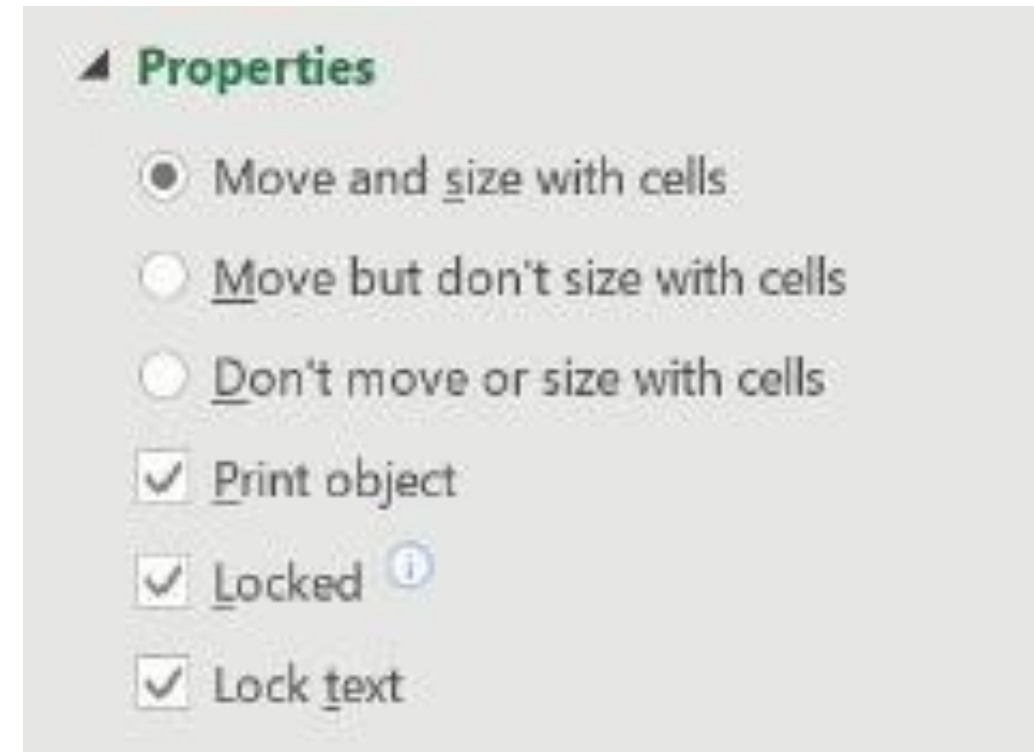 Properties
Move and size with cells
Move but don't size with cells
Don't move or size with cells
Print object
Locked
Lock text